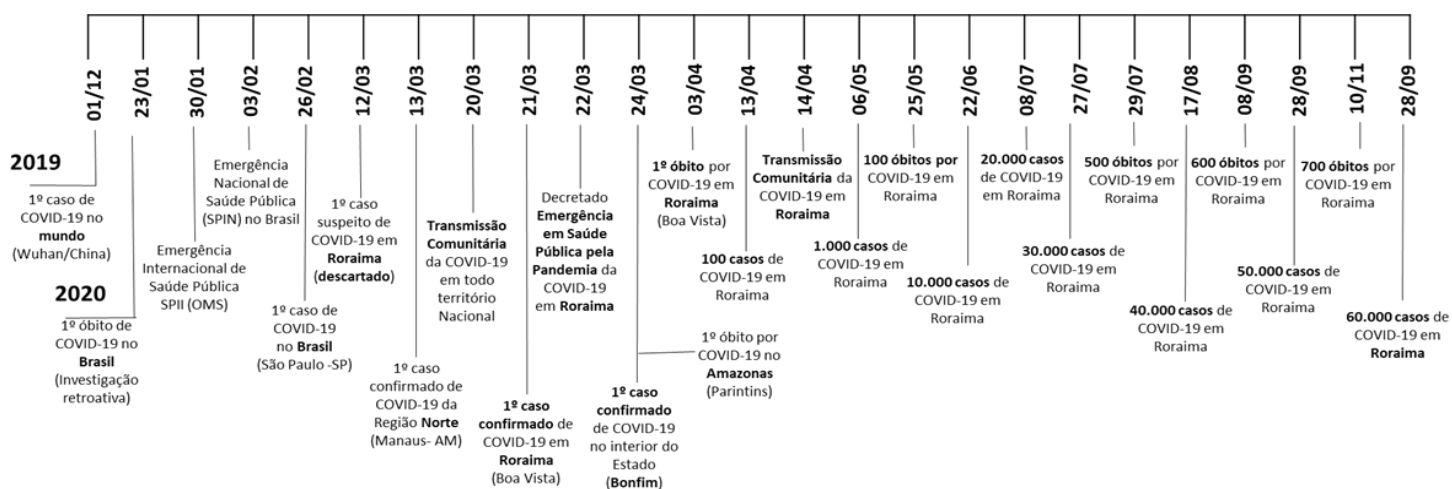 01/12
23/01
30/01
03/02
26/02
12/03
13/03
20/03
21/03
22/03
24/03
03/04
13/04
14/04
06/05
25/05
22/06
08/07
27/07
29/07
17/08
08/09
28/09
10/11
28/09
2019
1º caso de
COVID-19 no
mundo
(Wuhan/China)
2020
1º óbito de
COVID-19 no
Brasil
(Investigação
retroativa)
Emergência
Internacional de
Saúde Pública
SPII (OMS)
Emergência
Nacional de
Saúde Pública
(SPIN) no Brasil
1º caso de
COVID-19
no Brasil
(São Paulo -SP)
1º caso
suspeito de
COVID-19 em
Roraima
(descartado)
1º caso
confirmado de
COVID-19 da
Região Norte
(Manaus- AM)
Transmissão
Comunitária
da COVID-19
em todo
território
Nacional
1º caso
confirmado de
COVID-19 em
Roraima
(Boa Vista)
Decretado
Emergência
em Saúde
Pública pela
Pandemia da
COVID-19
em Roraima
1º caso
confirmado
de COVID-19
no interior do
Estado
(Bonfim)
1º óbito por
COVID-19 no
Amazonas
(Parintins)
1º óbito por
COVID-19 em
Roraima
(Boa Vista)
100 casos de
COVID-19 em
Roraima
Transmissão
Comunitária da
COVID-19 em
Roraima
1.000 casos de
COVID-19 em
Roraima
100 óbitos por
COVID-19 em
Roraima
10.000 casos de
COVID-19 em
Roraima
20.000 casos
de COVID-19
em Roraima
30.000 casos de
COVID-19 em
Roraima
500 óbitos por
COVID-19 em
Roraima
40.000 casos de
COVID-19 em
Roraima
600 óbitos por
COVID-19 em
Roraima
50.000 casos de
COVID-19 em
Roraima
700 óbitos por
COVID-19 em
Roraima
60.000 casos de
COVID-19 em
Roraima